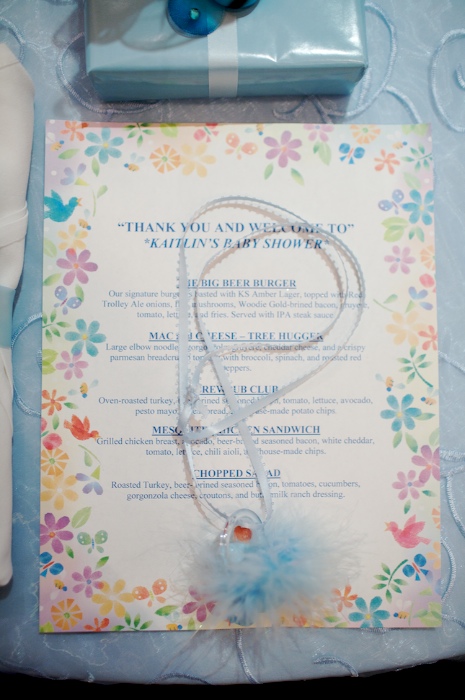 “THANK YOU AND WELCOME TO”
*KAITLIN'S BABY SHOWER*
BIG BEER BURGER
Our signature burger basted with KS Amber Lager, topped with Red
Trolley Ale onions, mushrooms, Woodie Gold-brined bacon, gruyere,
tomato, and fries. Served with IPA steak sauce
MAC CHEESE – TREE HUGGER
Large elbow noodles, cheddar cheese, and a crispy
parmesan breadcrumb with broccoli, spinach, and roasted red
peppers.
CLUB
Oven-roasted turkey, seasoned tomato, lettuce, avocado,
pesto mayo, house-made potato chips.
MESQUITE CHICKEN SANDWICH
Grilled chicken breast, avocado, beer-brined seasoned bacon, white cheddar,
tomato, lettuce, chili aioli, house-made chips.
CHOPPED SALAD
Roasted Turkey, beer-brined seasoned bacon, tomatoes, cucumbers,
gorgonzola cheese, croutons, and buttermilk ranch dressing.